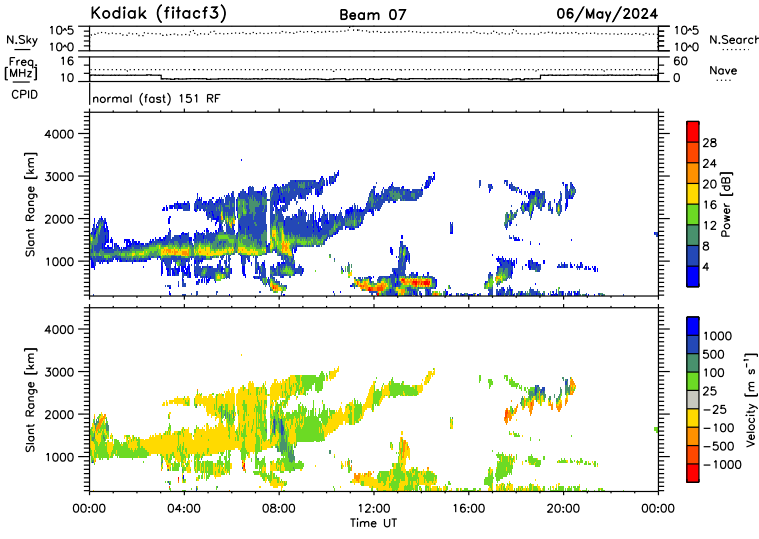 Kodiak (fitacf3) Beam 07 06/May/2024
N.Sky 10^5 10^0 10^5 10^0 N.Search
Freq. [MHz] 16 10 60 0 Nave
CPID normal (fast) 151 RF
Slant Range [km] 4000 3000 2000 1000
28 24 20 16 12 8 4 Power [dB]
Slant Range [km] 4000 3000 2000 1000
1000 500 100 25 −25 −100 −500 −1000 Velocity [m s⁻¹]
00:00 04:00 08:00 12:00 16:00 20:00 00:00
Time UT